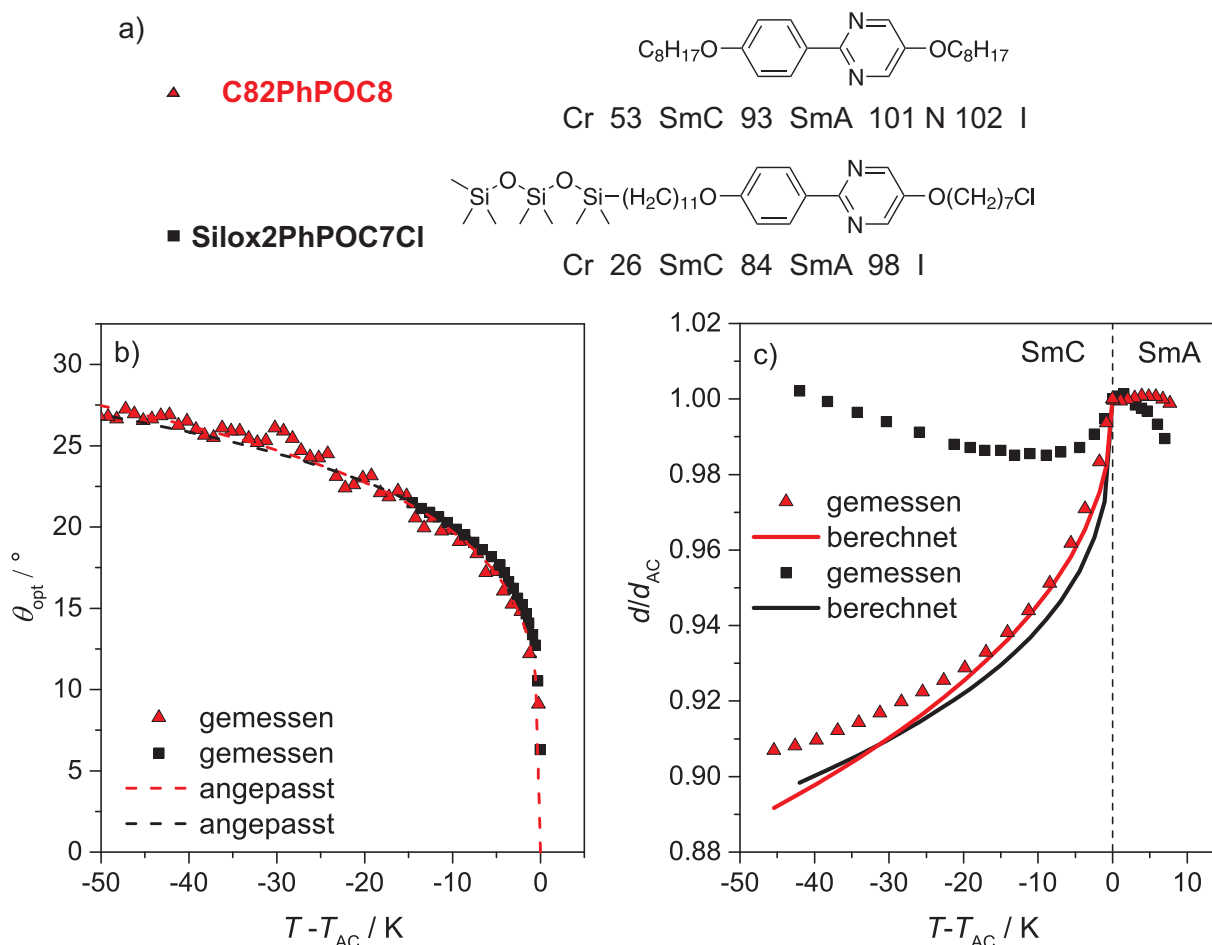 a)
C₈H₁₇O N N OC₈H₁₇
C82PhPOC8
Cr 53 SmC 93 SmA 101 N 102 I
Si O Si O Si (H₂C)₁₁O N N O(CH₂)₇Cl
Silox2PhPOC7Cl
Cr 26 SmC 84 SmA 98 I
b)
30
25
20
15
10
5
0
θopt / °
gemessen
gemessen
angepasst
angepasst
-50 -40 -30 -20 -10 0
T - TAC / K
c)
SmC SmA
1.02
1.00
0.98
0.96
0.94
0.92
0.90
0.88
d/dAC
gemessen
berechnet
gemessen
berechnet
-50 -40 -30 -20 -10 0 10
T - TAC / K